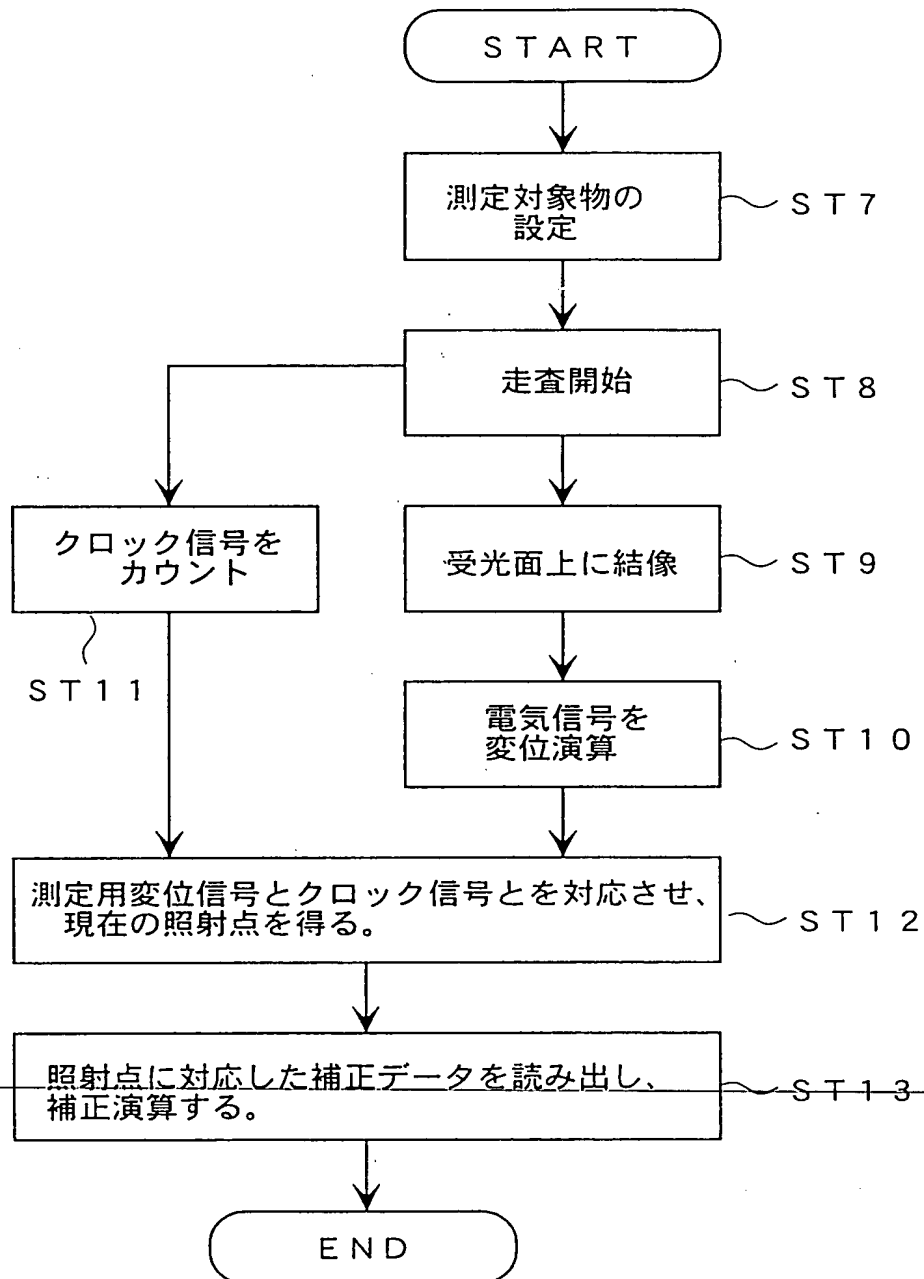 START
測定対象物の
設定
ST7
走査開始
ST8
クロック信号を
カウント
ST11
受光面上に結像
ST9
電気信号を
変位演算
ST10
測定用変位信号とクロック信号とを対応させ、
現在の照射点を得る。
ST12
照射点に対応した補正データを読み出し、
補正演算する。
ST13
END